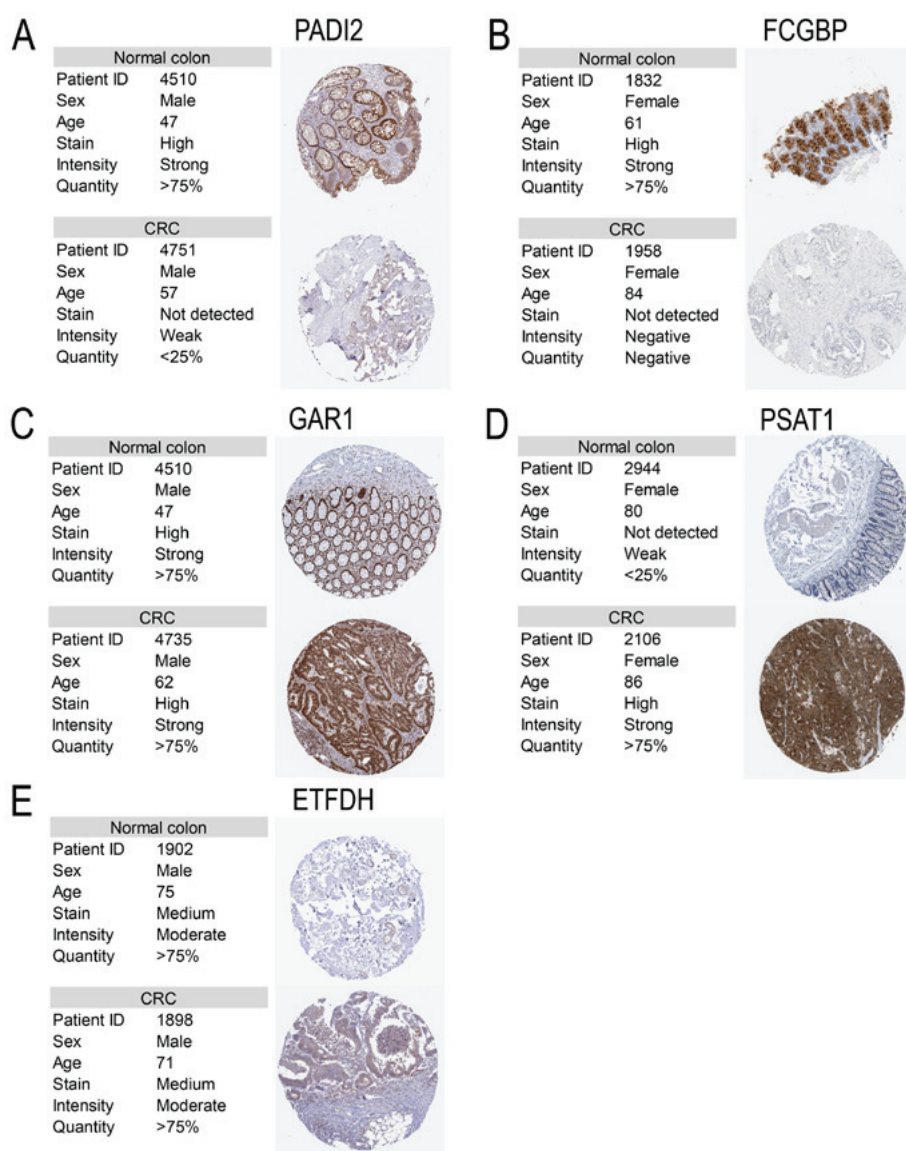 A
PADI2
Normal colon
Patient ID 4510
Sex Male
Age 47
Stain High
Intensity Strong
Quantity >75%
CRC
Patient ID 4751
Sex Male
Age 57
Stain Not detected
Intensity Weak
Quantity <25%
B
FCGBP
Normal colon
Patient ID 1832
Sex Female
Age 61
Stain High
Intensity Strong
Quantity >75%
CRC
Patient ID 1958
Sex Female
Age 84
Stain Not detected
Intensity Negative
Quantity Negative
C
GAR1
Normal colon
Patient ID 4510
Sex Male
Age 47
Stain High
Intensity Strong
Quantity >75%
CRC
Patient ID 4735
Sex Male
Age 62
Stain High
Intensity Strong
Quantity >75%
D
PSAT1
Normal colon
Patient ID 2944
Sex Female
Age 80
Stain Not detected
Intensity Weak
Quantity <25%
CRC
Patient ID 2106
Sex Female
Age 86
Stain High
Intensity Strong
Quantity >75%
E
ETFDH
Normal colon
Patient ID 1902
Sex Male
Age 75
Stain Medium
Intensity Moderate
Quantity >75%
CRC
Patient ID 1898
Sex Male
Age 71
Stain Medium
Intensity Moderate
Quantity >75%